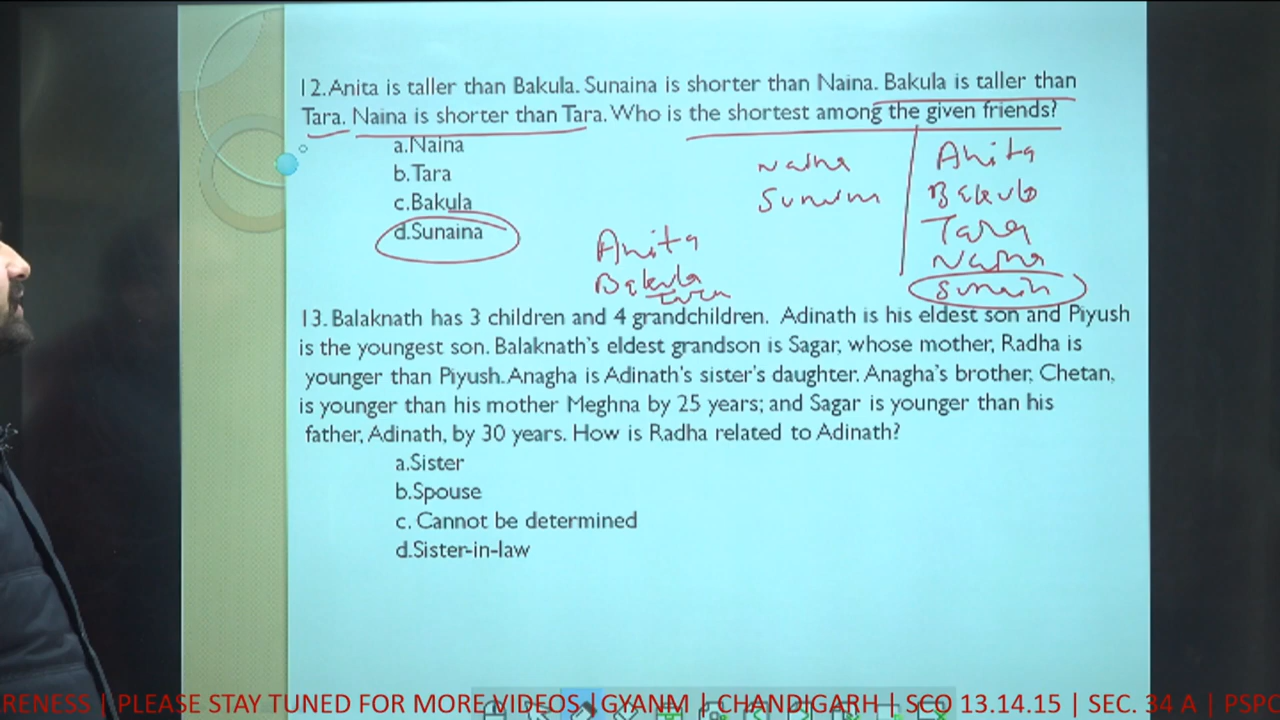 12.Anita is taller than Bakula. Sunaina is shorter than Naina. Bakula is taller than
Tara. Naina is shorter than Tara. Who is the shortest among the given friends?
a.Naina
b.Tara
c.Bakula
d.Sunaina
Naina
Sunaina
Anita
Bakula
Tara
Anita
Bakula
Tara
Naina
Sunain
13. Balaknath has 3 children and 4 grandchildren. Adinath is his eldest son and Piyush
is the youngest son. Balaknath's eldest grandson is Sagar, whose mother, Radha is
younger than Piyush. Anagha is Adinath's sister's daughter. Anagha's brother, Chetan,
is younger than his mother Meghna by 25 years; and Sagar is younger than his
father, Adinath, by 30 years. How is Radha related to Adinath?
a.Sister
b.Spouse
c. Cannot be determined
d.Sister-in-law
RENESS | PLEASE STAY TUNED FOR MORE VIDEOS | GYANM | CHANDIGARH | SCO 13.14.15 | SEC. 34 A | PSPC